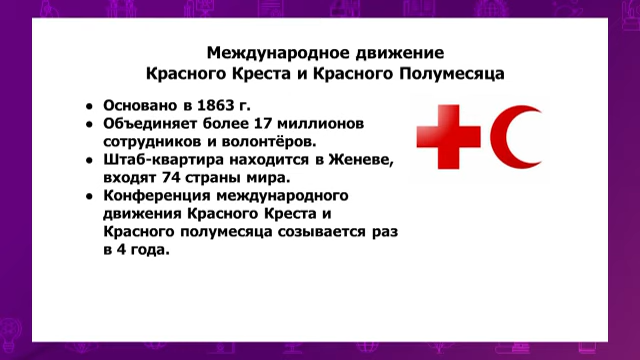 Международное движение
Красного Креста и Красного Полумесяца
● Основано в 1863 г.
● Объединяет более 17 миллионов
сотрудников и волонтёров.
● Штаб-квартира находится в Женеве,
входят 74 страны мира.
● Конференция международного
движения Красного Креста и
Красного полумесяца созывается раз
в 4 года.